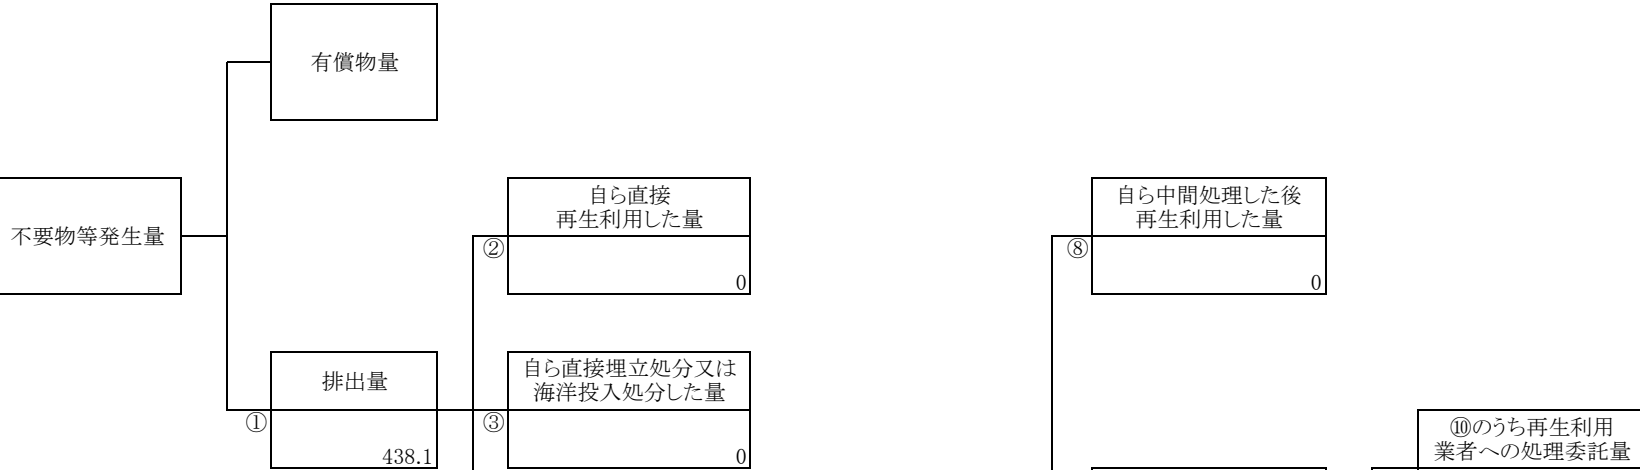 有償物量
不要物等発生量
自ら直接
再生利用した量
②
0
自ら中間処理した後
再生利用した量
⑧
0
排出量
①
438.1
自ら直接埋立処分又は
海洋投入処分した量
③
0
⑩のうち再生利用
業者への処理委託量